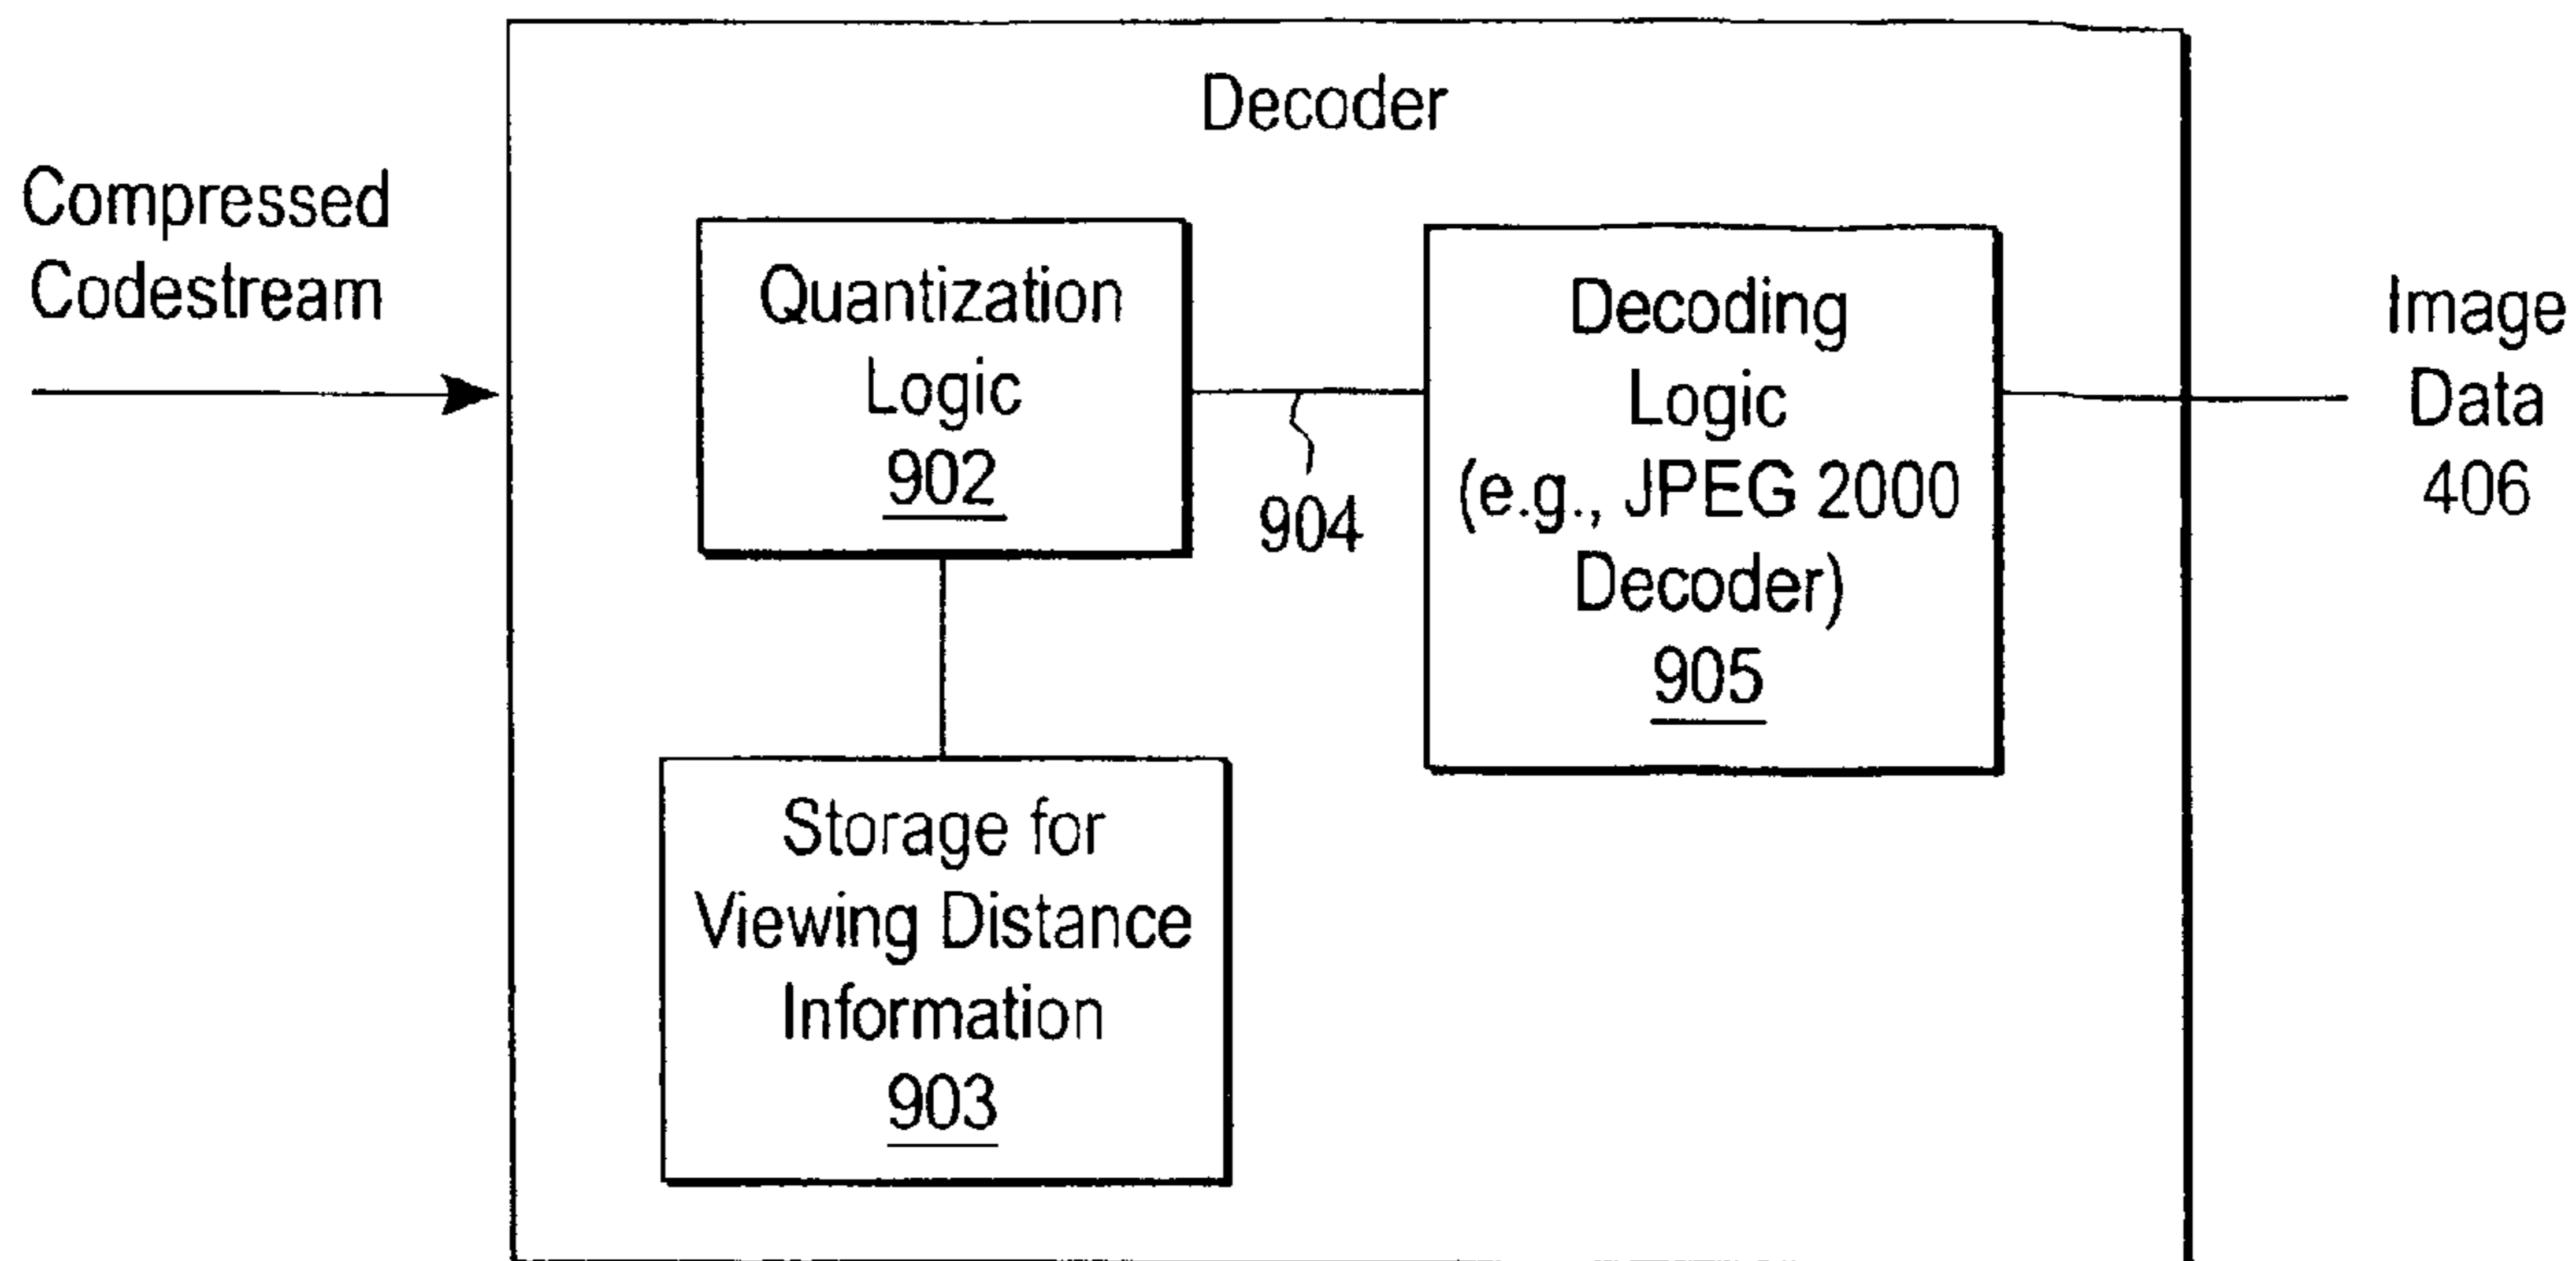 Decoder
Compressed
Codestream
Quantization
Logic
902
904
Decoding
Logic
(e.g., JPEG 2000
Decoder)
905
Image
Data
406
Storage for
Viewing Distance
Information
903